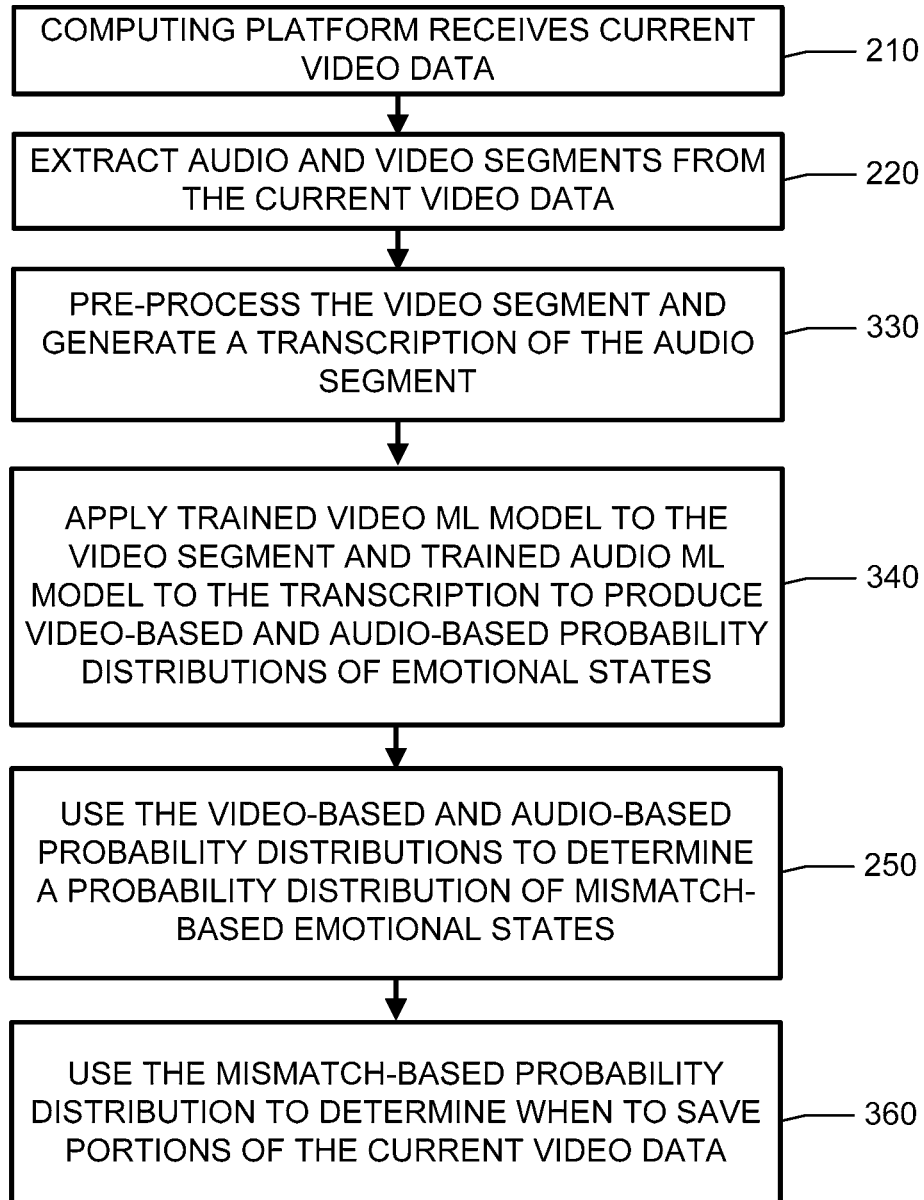 COMPUTING PLATFORM RECEIVES CURRENT
VIDEO DATA
210
EXTRACT AUDIO AND VIDEO SEGMENTS FROM
THE CURRENT VIDEO DATA
220
PRE-PROCESS THE VIDEO SEGMENT AND
GENERATE A TRANSCRIPTION OF THE AUDIO
SEGMENT
330
APPLY TRAINED VIDEO ML MODEL TO THE
VIDEO SEGMENT AND TRAINED AUDIO ML
MODEL TO THE TRANSCRIPTION TO PRODUCE
VIDEO-BASED AND AUDIO-BASED PROBABILITY
DISTRIBUTIONS OF EMOTIONAL STATES
340
USE THE VIDEO-BASED AND AUDIO-BASED
PROBABILITY DISTRIBUTIONS TO DETERMINE
A PROBABILITY DISTRIBUTION OF MISMATCH-
BASED EMOTIONAL STATES
250
USE THE MISMATCH-BASED PROBABILITY
DISTRIBUTION TO DETERMINE WHEN TO SAVE
PORTIONS OF THE CURRENT VIDEO DATA
360